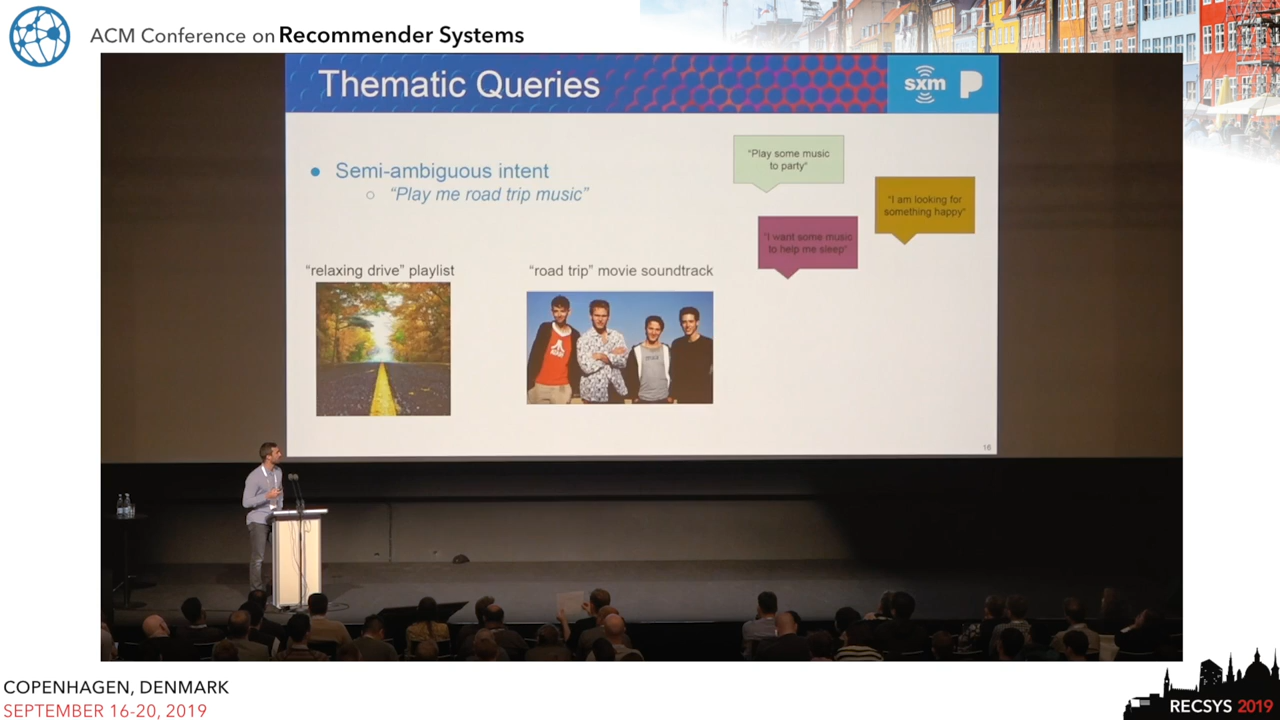 ACM Conference on Recommender Systems
Thematic Queries
sxm
Semi-ambiguous intent
"Play me road trip music"
"Play some music
to party"
"I am looking for
something happy"
"I want some music
to help me sleep"
"relaxing drive" playlist
"road trip" movie soundtrack
16
COPENHAGEN, DENMARK
SEPTEMBER 16-20, 2019
RECSYS 2019